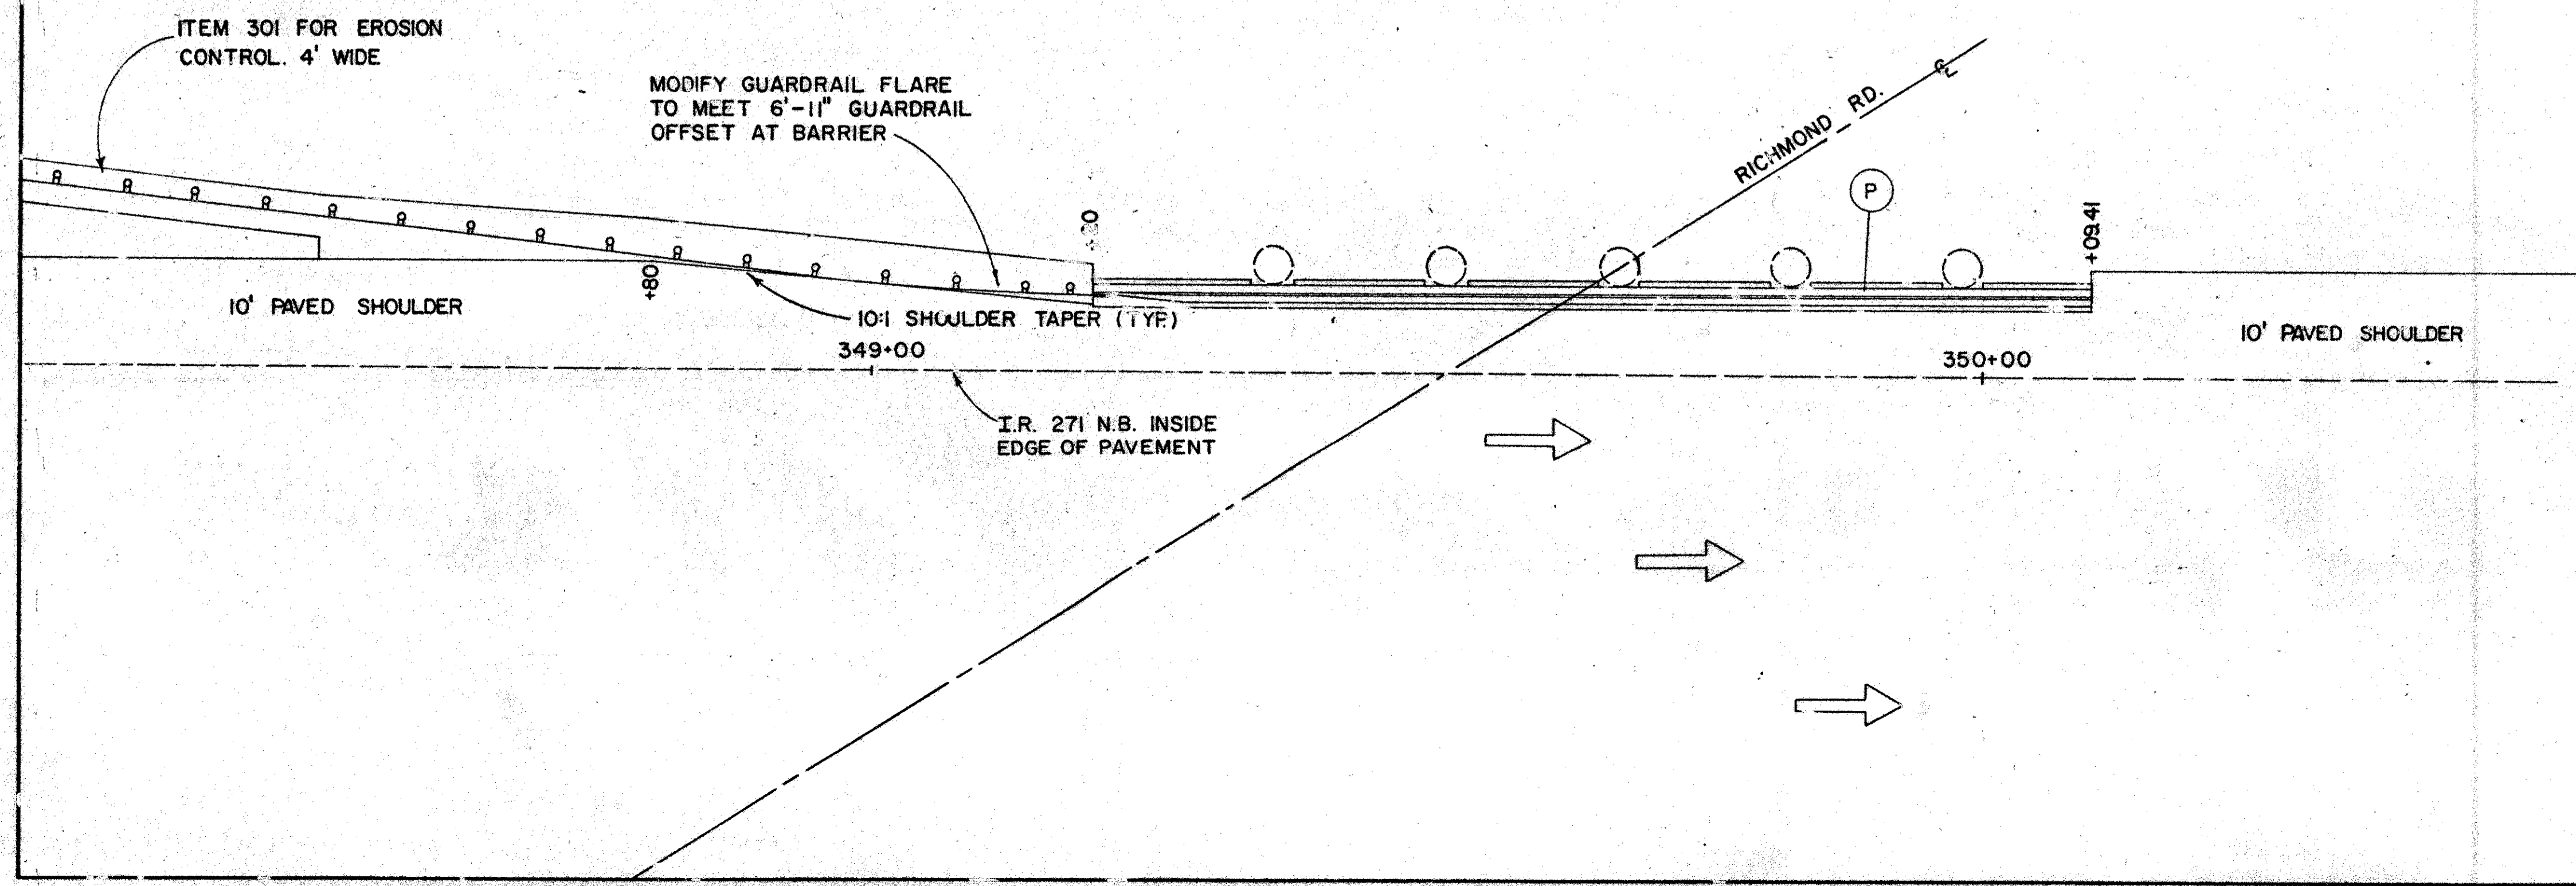 ITEM 301 FOR EROSION
CONTROL. 4' WIDE
MODIFY GUARDRAIL FLARE
TO MEET 6'-11" GUARDRAIL
OFFSET AT BARRIER
RICHMOND RD.
℄
P
+20
+09.41
+80
10' PAVED SHOULDER
10:1 SHOULDER TAPER (TYP.)
349+00
10' PAVED SHOULDER
350+00
I.R. 271 N.B. INSIDE
EDGE OF PAVEMENT